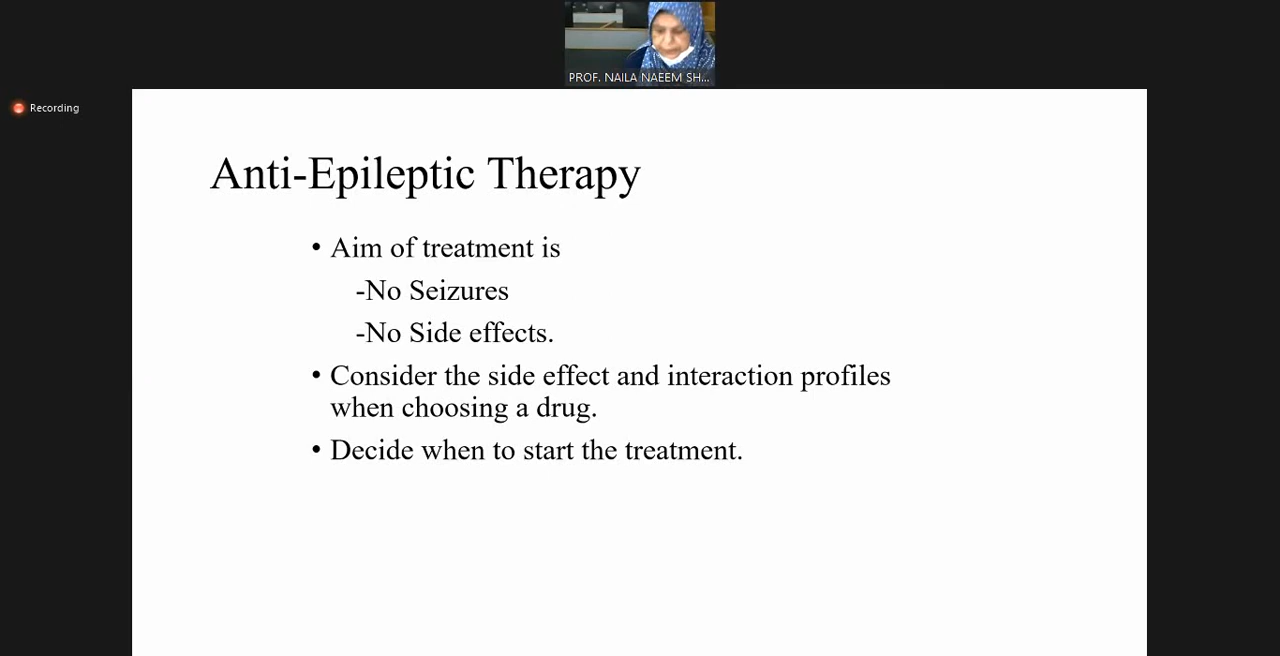 PROF. NAILA NAEEM SH...
Recording
Anti-Epileptic Therapy
• Aim of treatment is
-No Seizures
-No Side effects.
• Consider the side effect and interaction profiles
when choosing a drug.
• Decide when to start the treatment.